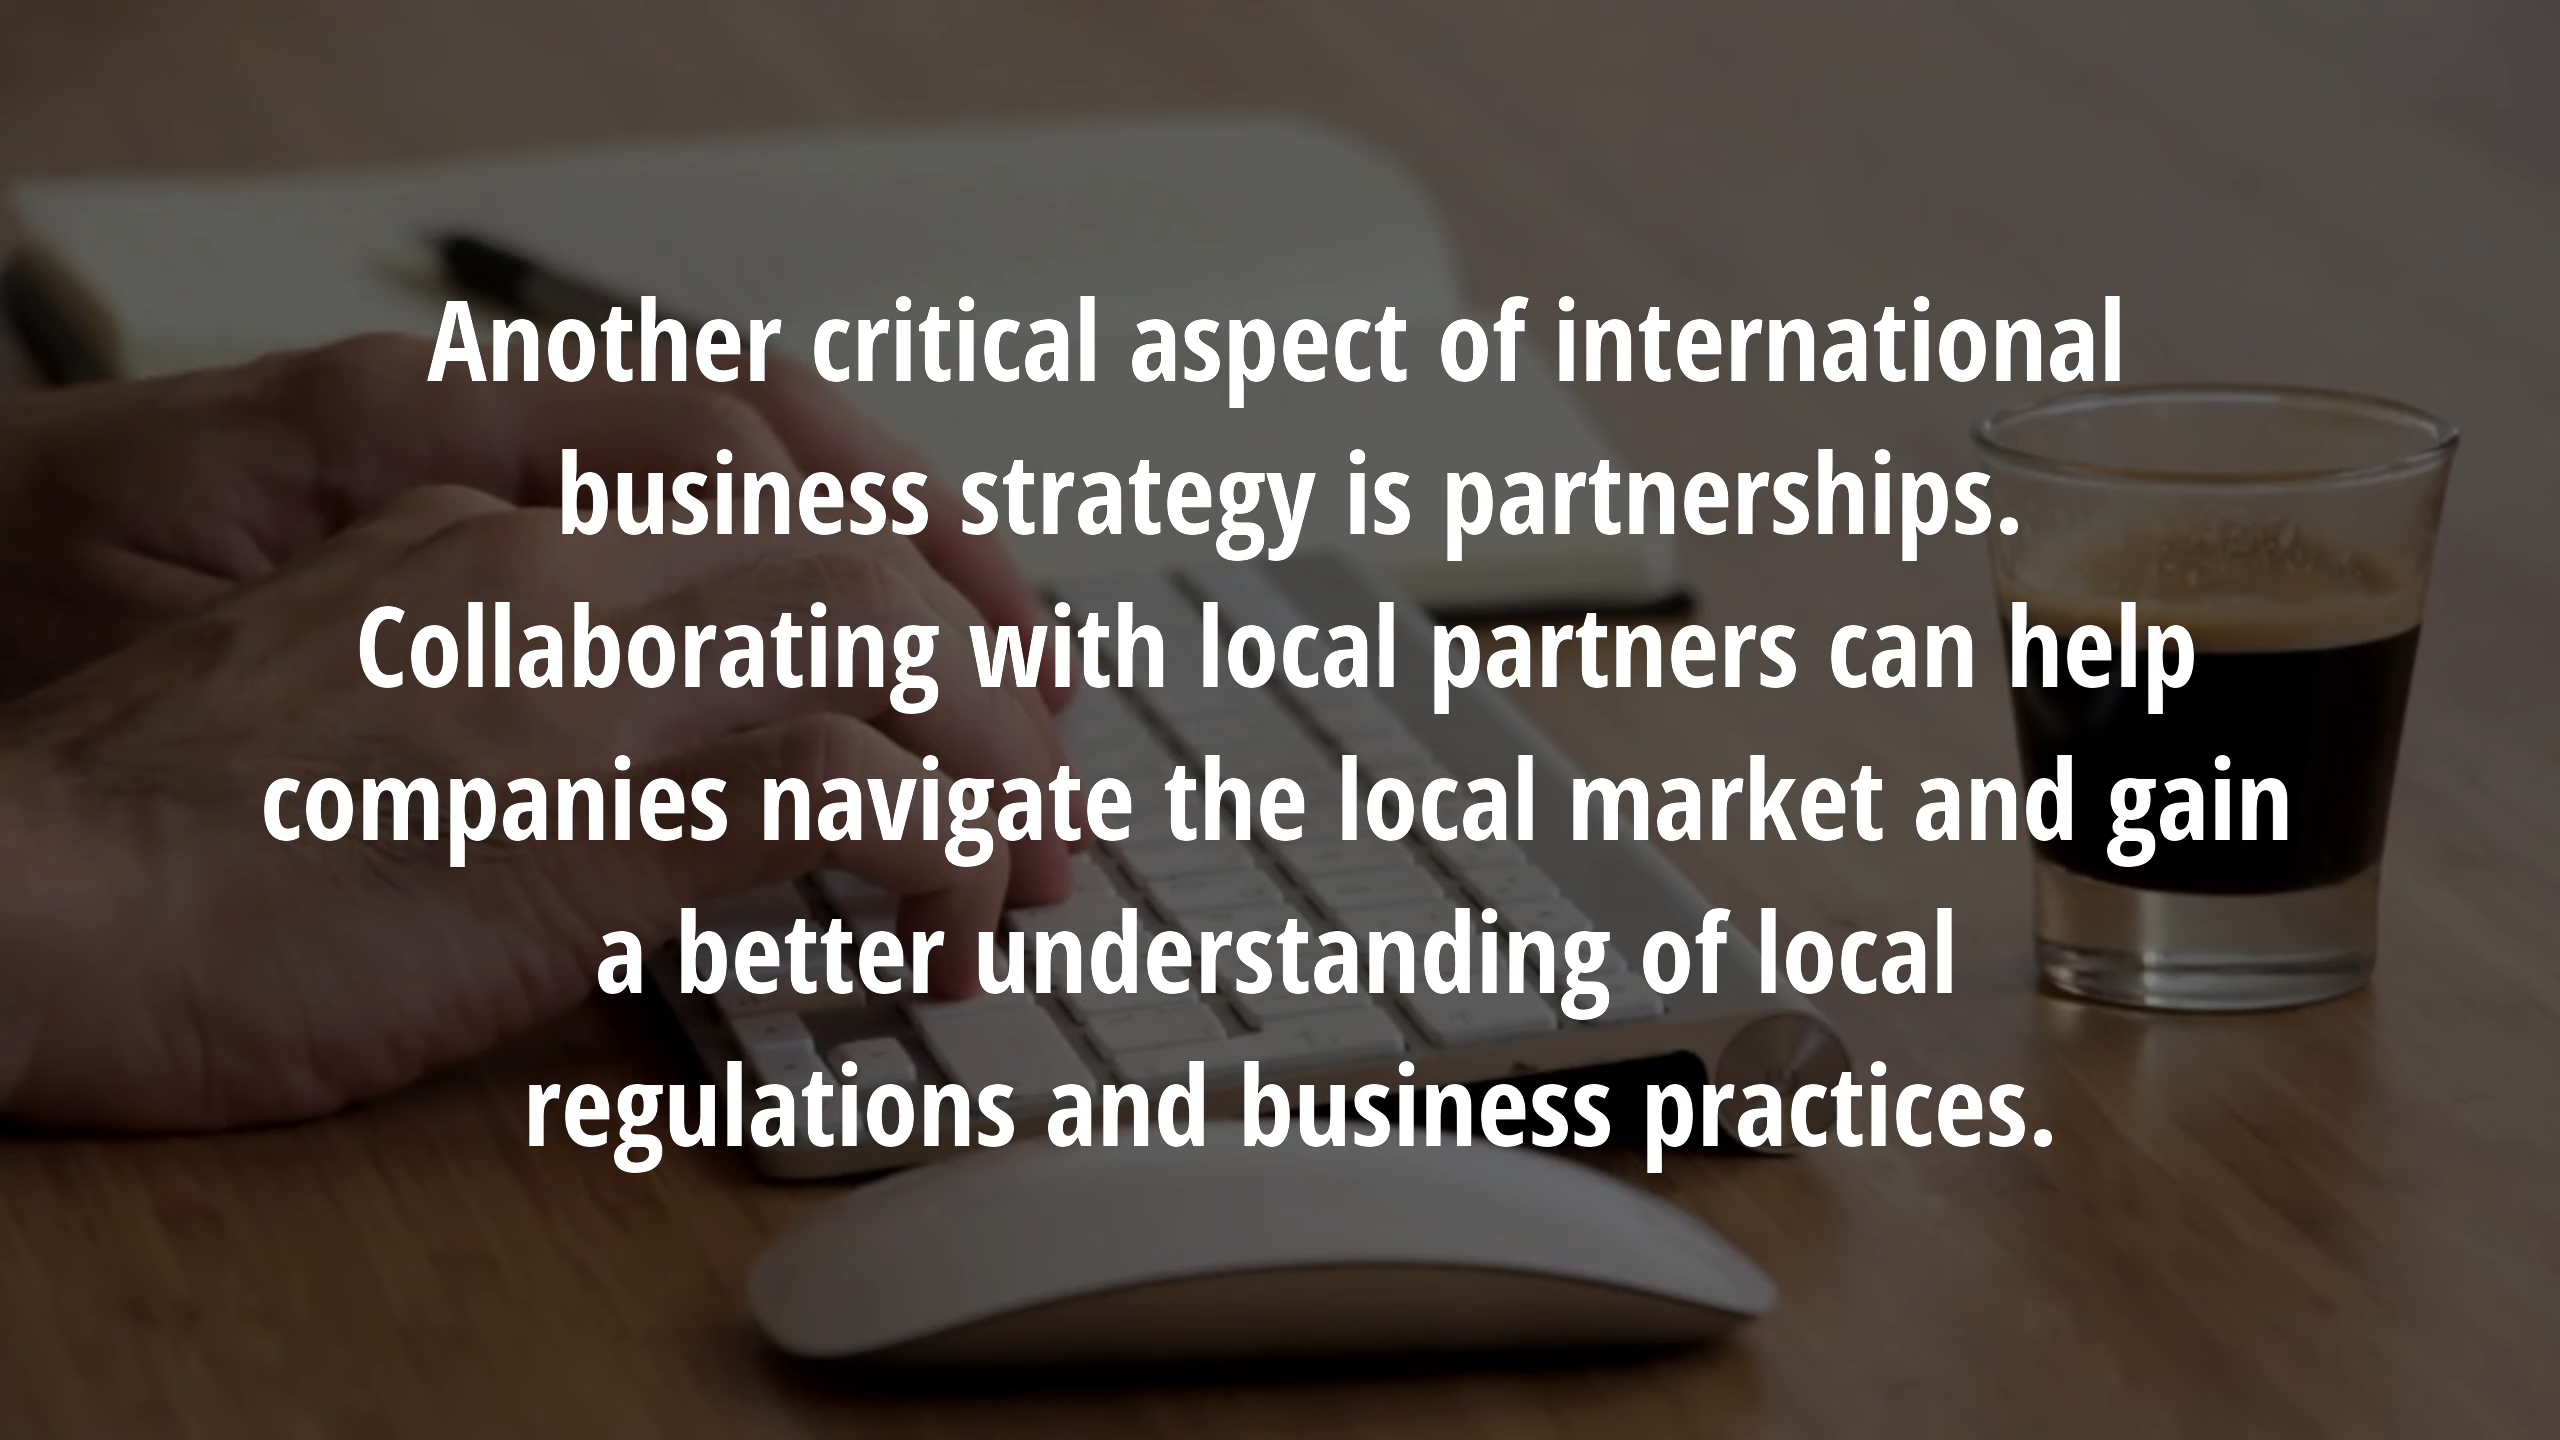 Another critical aspect of international
business strategy is partnerships.
Collaborating with local partners can help
companies navigate the local market and gain
a better understanding of local
regulations and business practices.